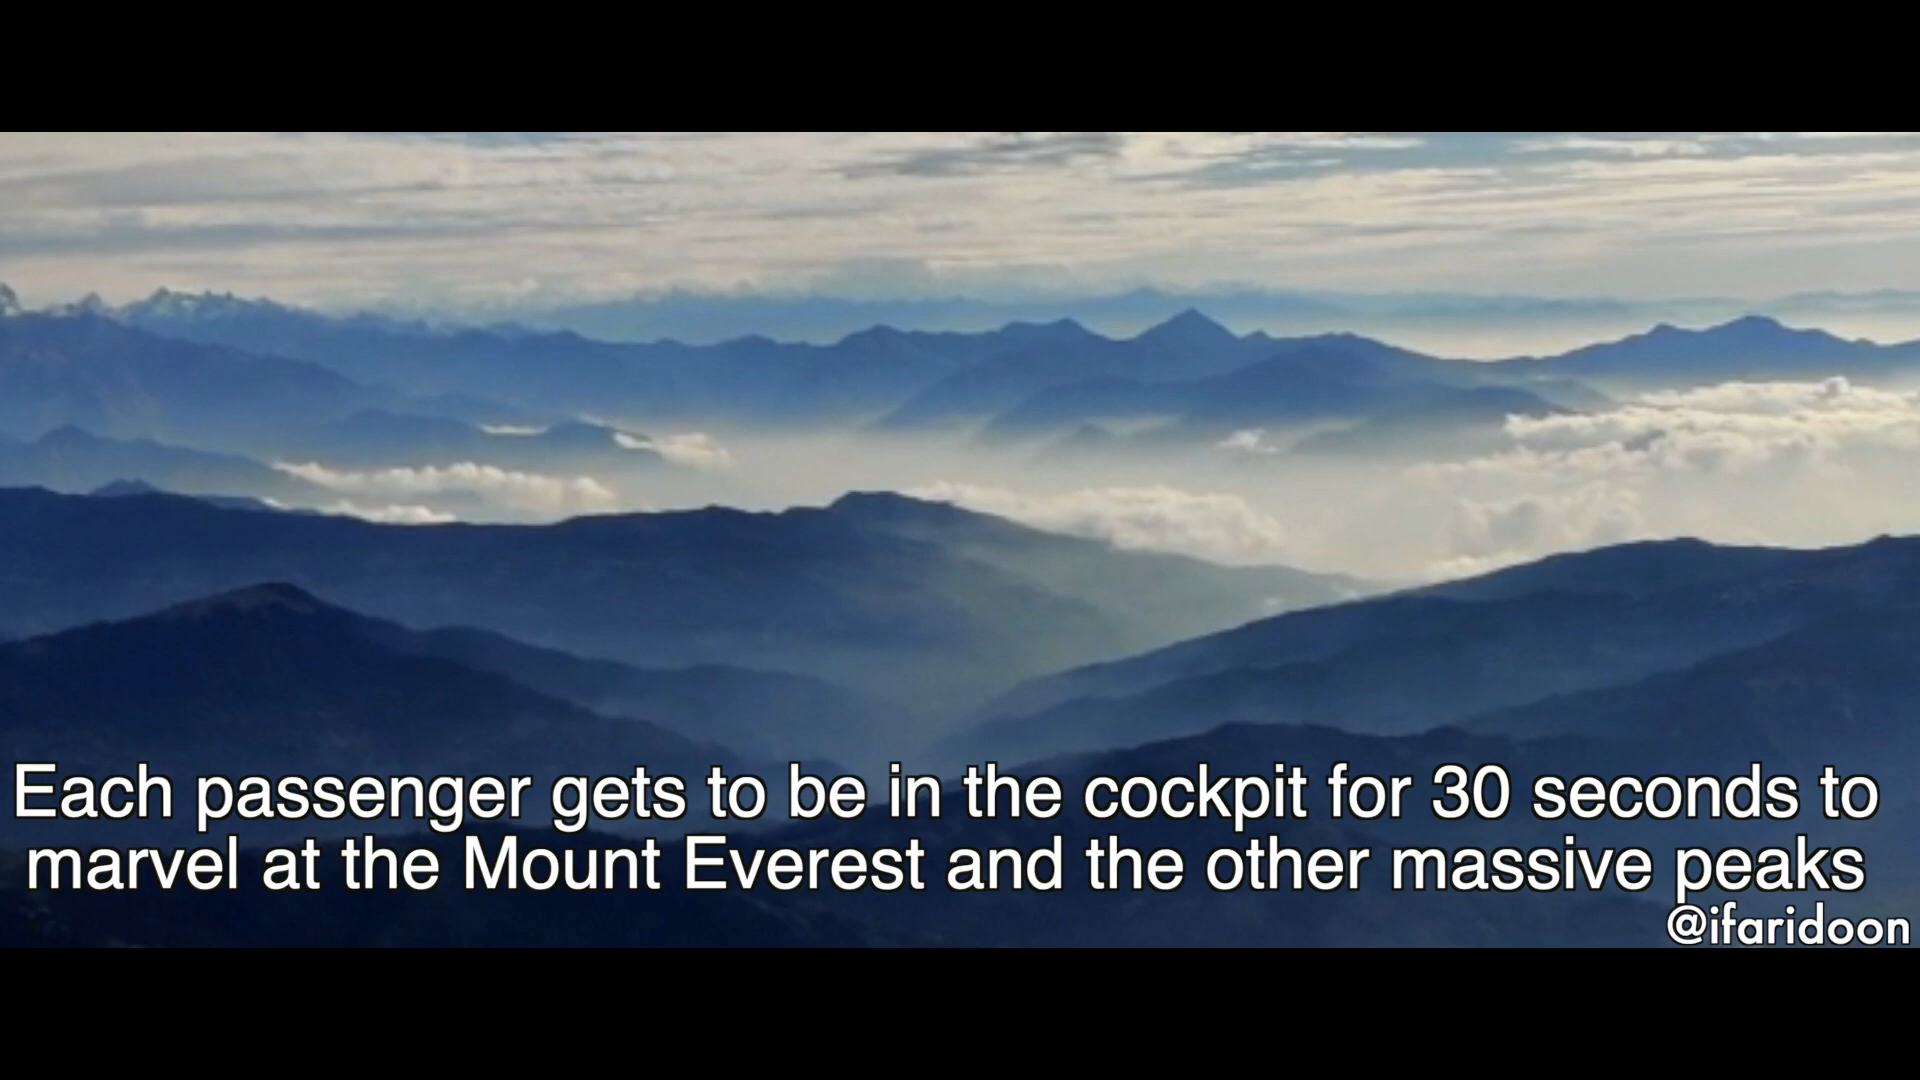 Each passenger gets to be in the cockpit for 30 seconds to
marvel at the Mount Everest and the other massive peaks
@ifaridoon